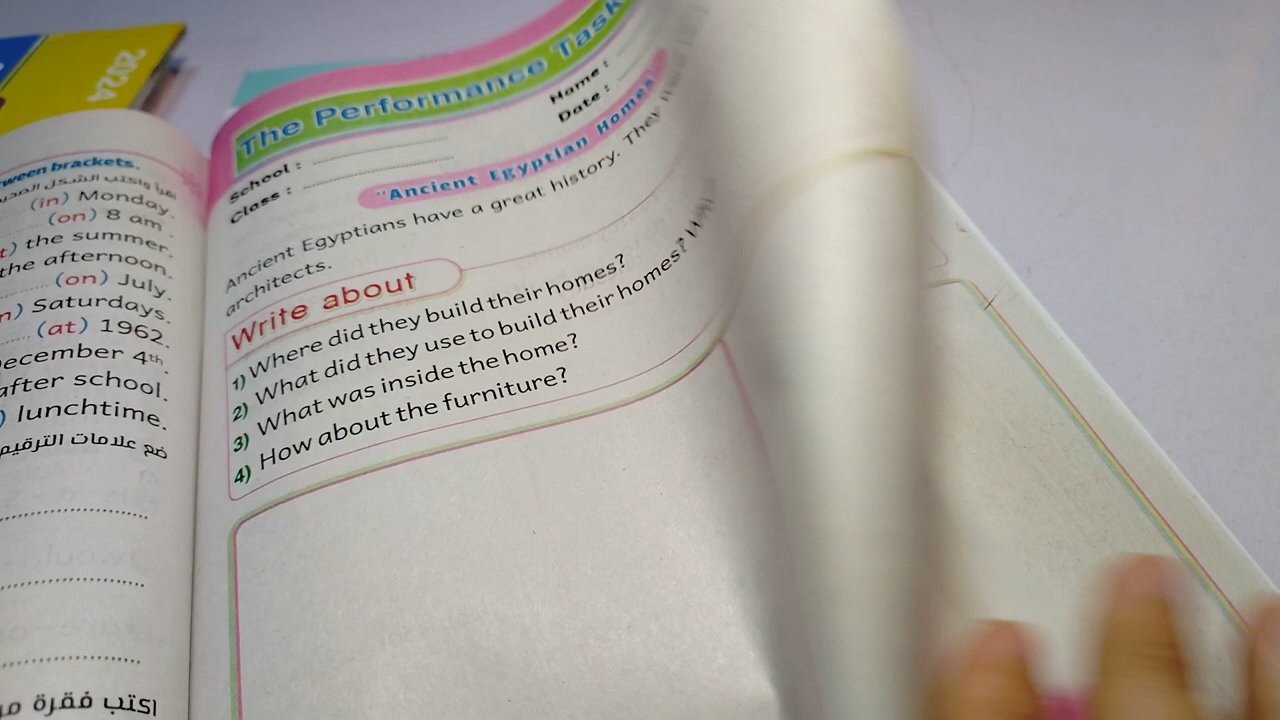 2024
tween brackets.
(in) Monday.
(on) 8 am.
the summer.
the afternoon.
(on) July.
Saturdays.
(at) 1962.
ecember 4th.
after school.
lunchtime.
ضع علامات الترقيم
اكتب فقرة
The Performance Task
Name :
School :
Date :
Class :
"Ancient Egyptian Homes
Ancient Egyptians have a great history. They
architects.
Write about
1) Where did they build their homes?
2) What did they use to build their homes?
3) What was inside the home?
4) How about the furniture?